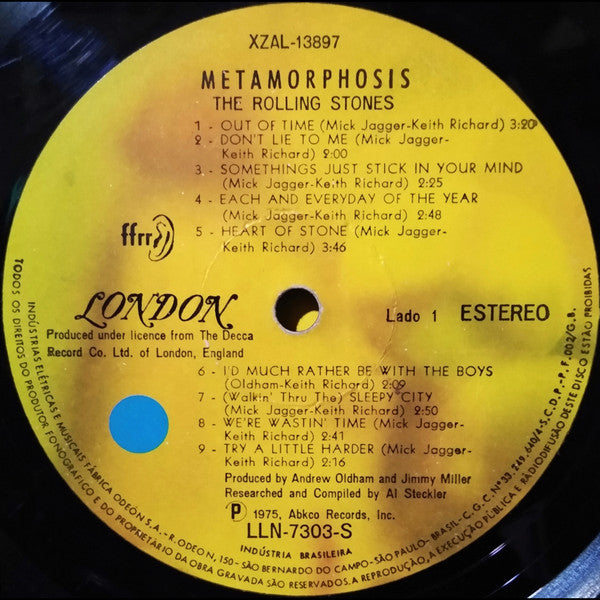 XZAL-13897
METAMORPHOSIS
THE ROLLING STONES
1 - OUT OF TIME (Mick Jagger-Keith Richard) 3:20
2 - DON'T LIE TO ME (Mick Jagger-
Keith Richard) 2:00
3 - SOMETHINGS JUST STICK IN YOUR MIND
(Mick Jagger-Keith Richard) 2:25
4 - EACH AND EVERYDAY OF THE YEAR
(Mick Jagger-Keith Richard) 2:48
5 - HEART OF STONE (Mick Jagger-
Keith Richard) 3:46
ffrr
LONDON
Lado 1 ESTEREO
Produced under licence from The Decca
Record Co. Ltd. of London, England
6 - I'D MUCH RATHER BE WITH THE BOYS
(Oldham-Keith Richard) 2:09
7 - (Walkin' Thru The) SLEEPY CITY
(Mick Jagger-Keith Richard) 2:50
8 - WE'RE WASTIN' TIME (Mick Jagger-
Keith Richard) 2:41
9 - TRY A LITTLE HARDER (Mick Jagger-
Keith Richard) 2:16
Produced by Andrew Oldham and Jimmy Miller
Researched and Compiled by Al Steckler
P 1975, Abkco Records, Inc.
LLN-7303-S
INDÚSTRIA BRASILEIRA
INDÚSTRIAS ELÉTRICAS E MUSICAIS FÁBRICA ODEON S.A. - R. ODEON, 150 - SÃO BERNARDO DO CAMPO - SÃO PAULO - BRASIL - C.G.C. Nº 33.249.640/4 - S.C.D.P. - P.F. 002/G.B.
TODOS OS DIREITOS DO PRODUTOR FONOGRÁFICO E DO PROPRIETÁRIO DA OBRA GRAVADA SÃO RESERVADOS. A REPRODUÇÃO, A EXECUÇÃO PÚBLICA E RADIODIFUSÃO DESTE DISCO ESTÃO PROIBIDAS